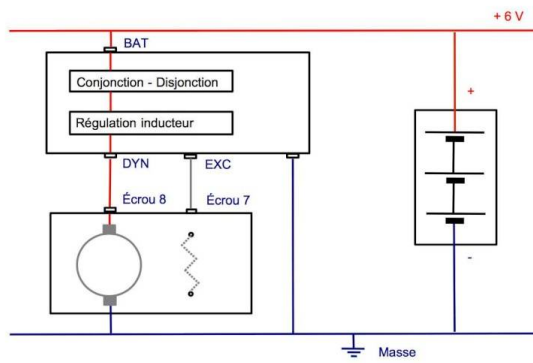 + 6 V
BAT
Conjonction - Disjonction
+
Régulation inducteur
DYN
EXC
Écrou 8
Écrou 7
-
Masse